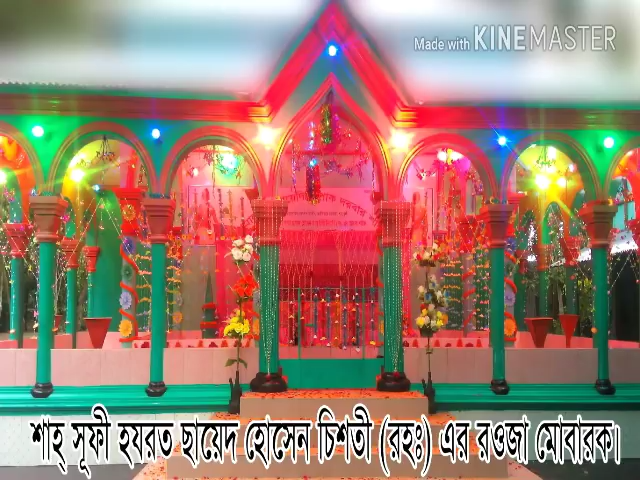 Made with KINEMASTER
শাহ্ সূফী হযরত ছায়েদ হোসেন চিশতী (রহঃ) এর রওজা মোবারক।